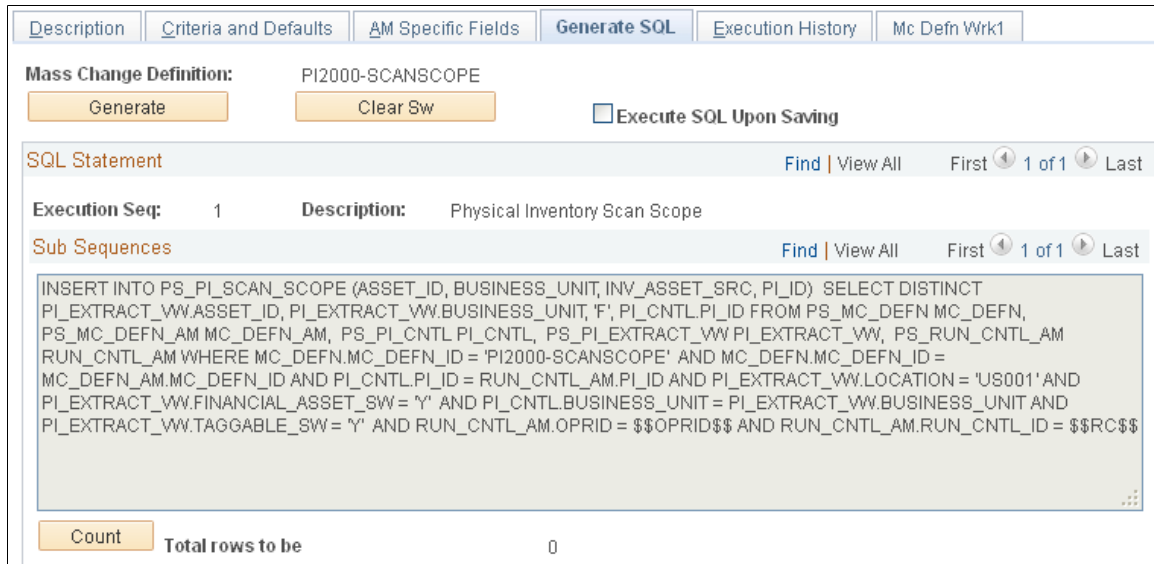 Description Criteria and Defaults AM Specific Fields Generate SQL Execution History Mc Defn Wrk1
Mass Change Definition: PI2000-SCANSCOPE
Generate Clear Sw Execute SQL Upon Saving
SQL Statement Find | View All First 1 of 1 Last
Execution Seq: 1 Description: Physical Inventory Scan Scope
Sub Sequences Find | View All First 1 of 1 Last
INSERT INTO PS_PI_SCAN_SCOPE (ASSET_ID, BUSINESS_UNIT, INV_ASSET_SRC, PI_ID) SELECT DISTINCT
PI_EXTRACT_VW.ASSET_ID, PI_EXTRACT_VW.BUSINESS_UNIT, 'F', PI_CNTL.PI_ID FROM PS_MC_DEFN MC_DEFN,
PS_MC_DEFN_AM MC_DEFN_AM, PS_PI_CNTL PI_CNTL, PS_PI_EXTRACT_VW PI_EXTRACT_VW, PS_RUN_CNTL_AM
RUN_CNTL_AM WHERE MC_DEFN.MC_DEFN_ID = 'PI2000-SCANSCOPE' AND MC_DEFN.MC_DEFN_ID =
MC_DEFN_AM.MC_DEFN_ID AND PI_CNTL.PI_ID = RUN_CNTL_AM.PI_ID AND PI_EXTRACT_VW.LOCATION = 'US001' AND
PI_EXTRACT_VW.FINANCIAL_ASSET_SW = 'Y' AND PI_CNTL.BUSINESS_UNIT = PI_EXTRACT_VW.BUSINESS_UNIT AND
PI_EXTRACT_VW.TAGGABLE_SW = 'Y' AND RUN_CNTL_AM.OPRID = $$OPRID$$ AND RUN_CNTL_AM.RUN_CNTL_ID = $$RC$$
Count Total rows to be 0